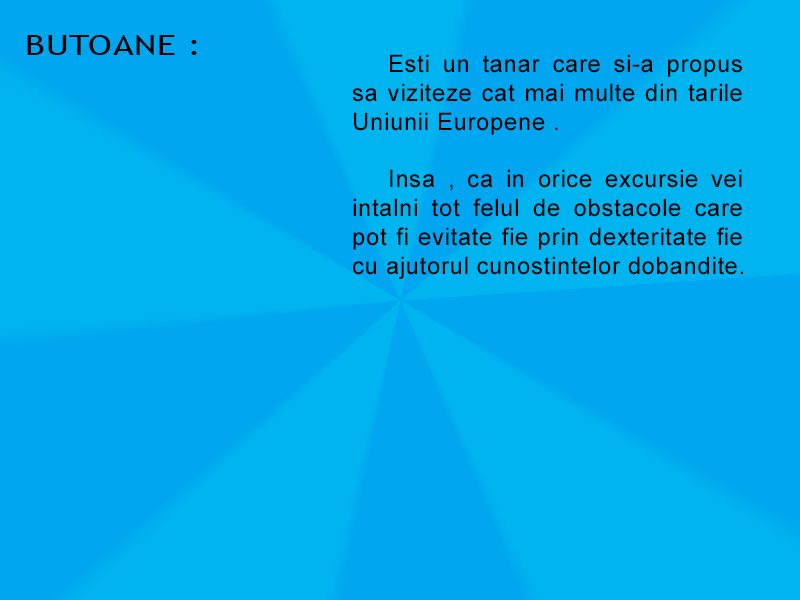 BUTOANE :
Esti un tanar care si-a propus
sa viziteze cat mai multe din tarile
Uniunii Europene .
Insa , ca in orice excursie vei
intalni tot felul de obstacole care
pot fi evitate fie prin dexteritate fie
cu ajutorul cunostintelor dobandite.